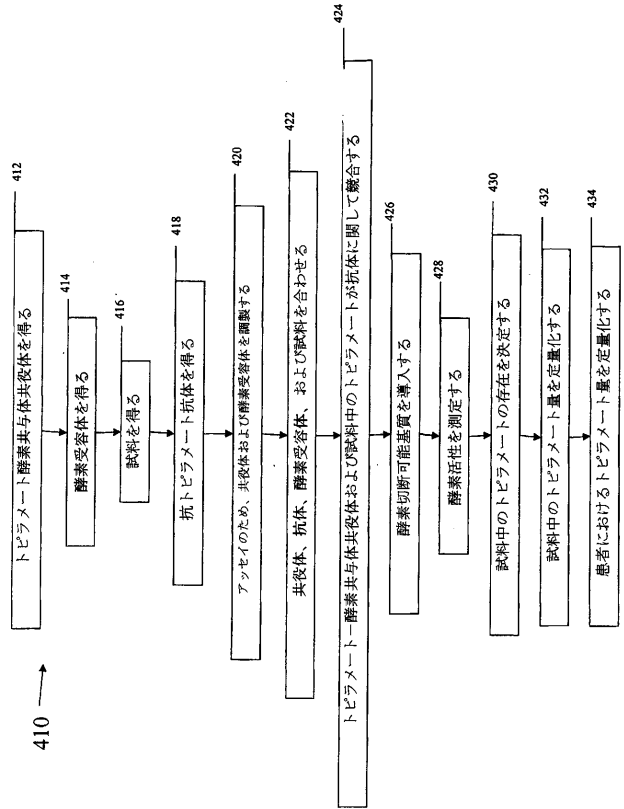 410
トピラメート酵素共与体共役体を得る
412
酵素受容体を得る
414
試料を得る
416
抗トピラメート抗体を得る
418
アッセイのため、共役体および酵素受容体を調製する
420
共役体、抗体、酵素受容体、および試料を合わせる
422
トピラメート－酵素共与体共役体および試料中のトピラメートが抗体に関して競合する
424
酵素切断可能基質を導入する
426
酵素活性を測定する
428
試料中のトピラメートの存在を決定する
430
試料中のトピラメート量を定量化する
432
患者におけるトピラメート量を定量化する
434